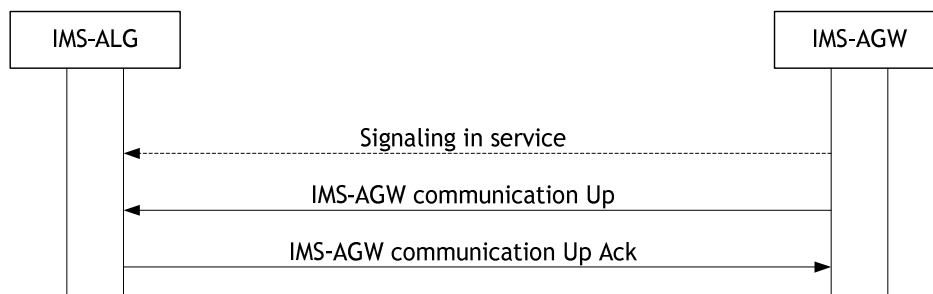 IMS-ALG
IMS-AGW
Signaling in service
IMS-AGW communication Up
IMS-AGW communication Up Ack